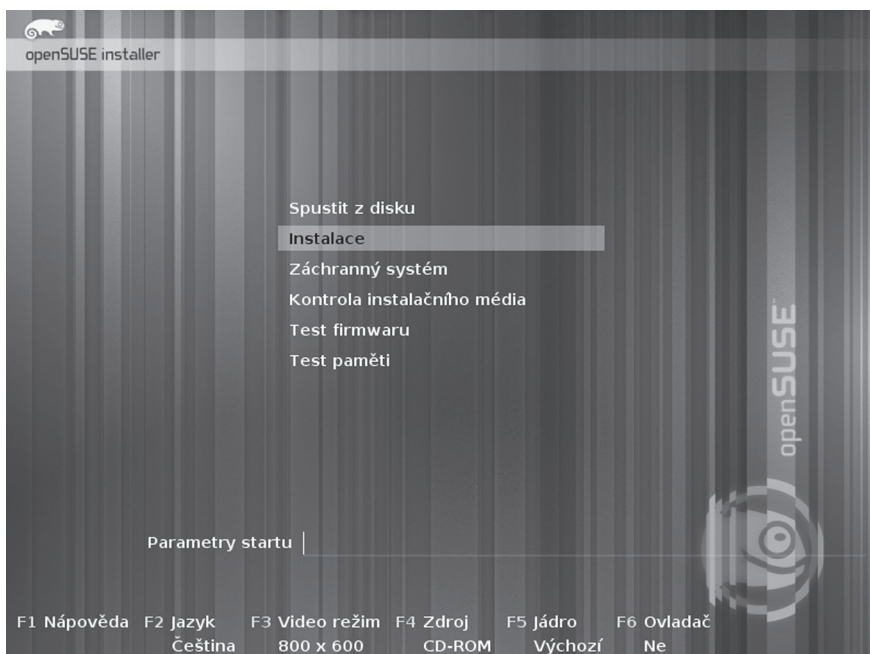 openSUSE installer
Spustit z disku
Instalace
Záchranný systém
Kontrola instalačního média
Test firmwaru
Test paměti
openSUSE™
Parametry startu
F1 Nápověda F2 Jazyk F3 Video režim F4 Zdroj F5 Jádro F6 Ovladač
Čeština 800 x 600 CD-ROM Výchozí Ne